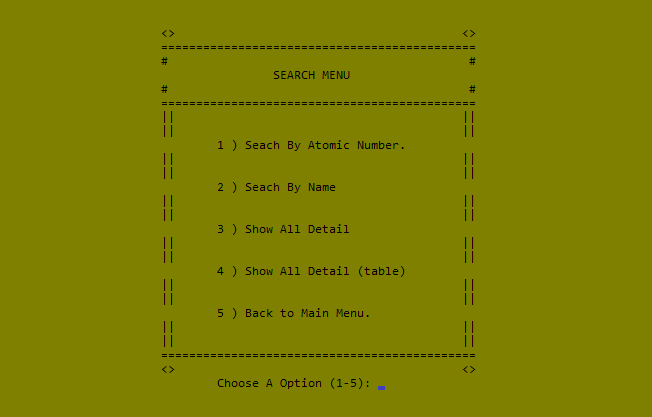 <> <>
=============================================
# #
SEARCH MENU
# #
=============================================
|| ||
|| ||
1 ) Seach By Atomic Number.
|| ||
|| ||
2 ) Seach By Name
|| ||
|| ||
3 ) Show All Detail
|| ||
|| ||
4 ) Show All Detail (table)
|| ||
|| ||
5 ) Back to Main Menu.
|| ||
|| ||
=============================================
<> <>
Choose A Option (1-5):